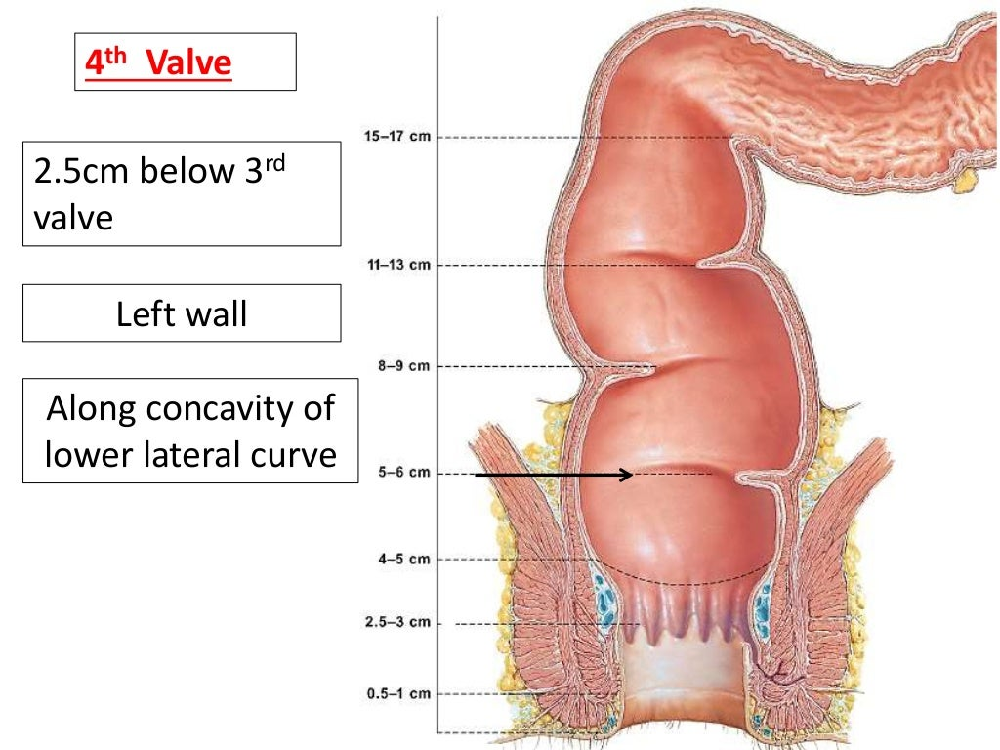 4th Valve
2.5cm below 3rd
valve
Left wall
Along concavity of
lower lateral curve
15–17 cm
11–13 cm
8–9 cm
5–6 cm
4–5 cm
2.5–3 cm
0.5–1 cm